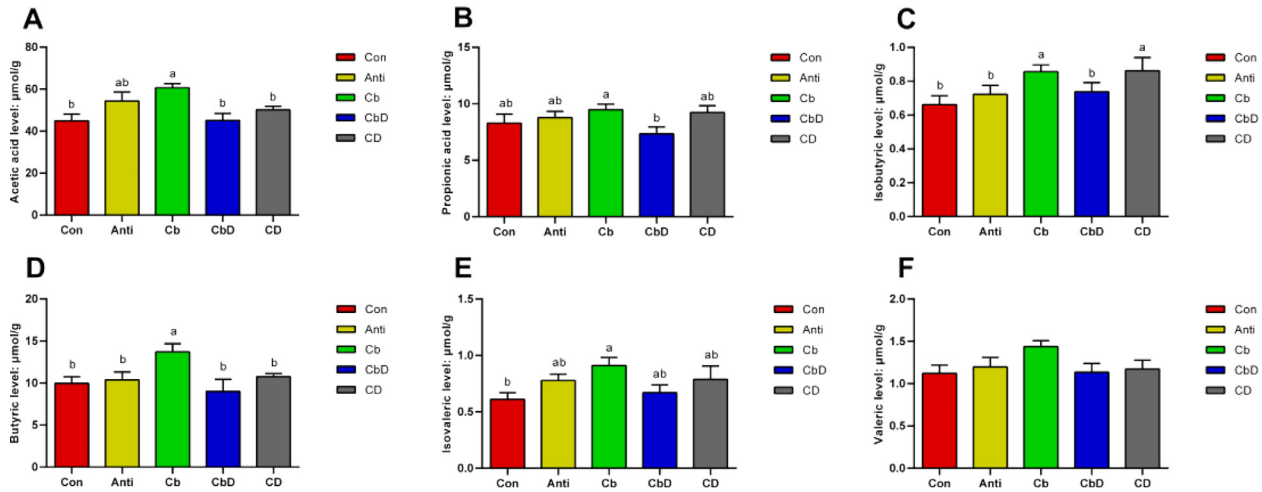 A
Acetic acid level: μmol/g
80
60
40
20
0
b
ab
a
b
b
Con
Anti
Cb
CbD
CD
Con
Anti
Cb
CbD
CD
B
Propionic acid level: μmol/g
15
10
5
0
ab
ab
a
b
ab
Con
Anti
Cb
CbD
CD
Con
Anti
Cb
CbD
CD
C
Isobutyric level: μmol/g
1.0
0.8
0.6
0.4
0.2
0.0
b
b
a
b
a
Con
Anti
Cb
CbD
CD
Con
Anti
Cb
CbD
CD
D
Butyric level: μmol/g
20
15
10
5
0
b
b
a
b
b
Con
Anti
Cb
CbD
CD
Con
Anti
Cb
CbD
CD
E
Isovaleric level: μmol/g
1.5
1.0
0.5
0.0
b
ab
a
ab
ab
Con
Anti
Cb
CbD
CD
Con
Anti
Cb
CbD
CD
F
Valeric level: μmol/g
2.0
1.5
1.0
0.5
0.0
Con
Anti
Cb
CbD
CD
Con
Anti
Cb
CbD
CD